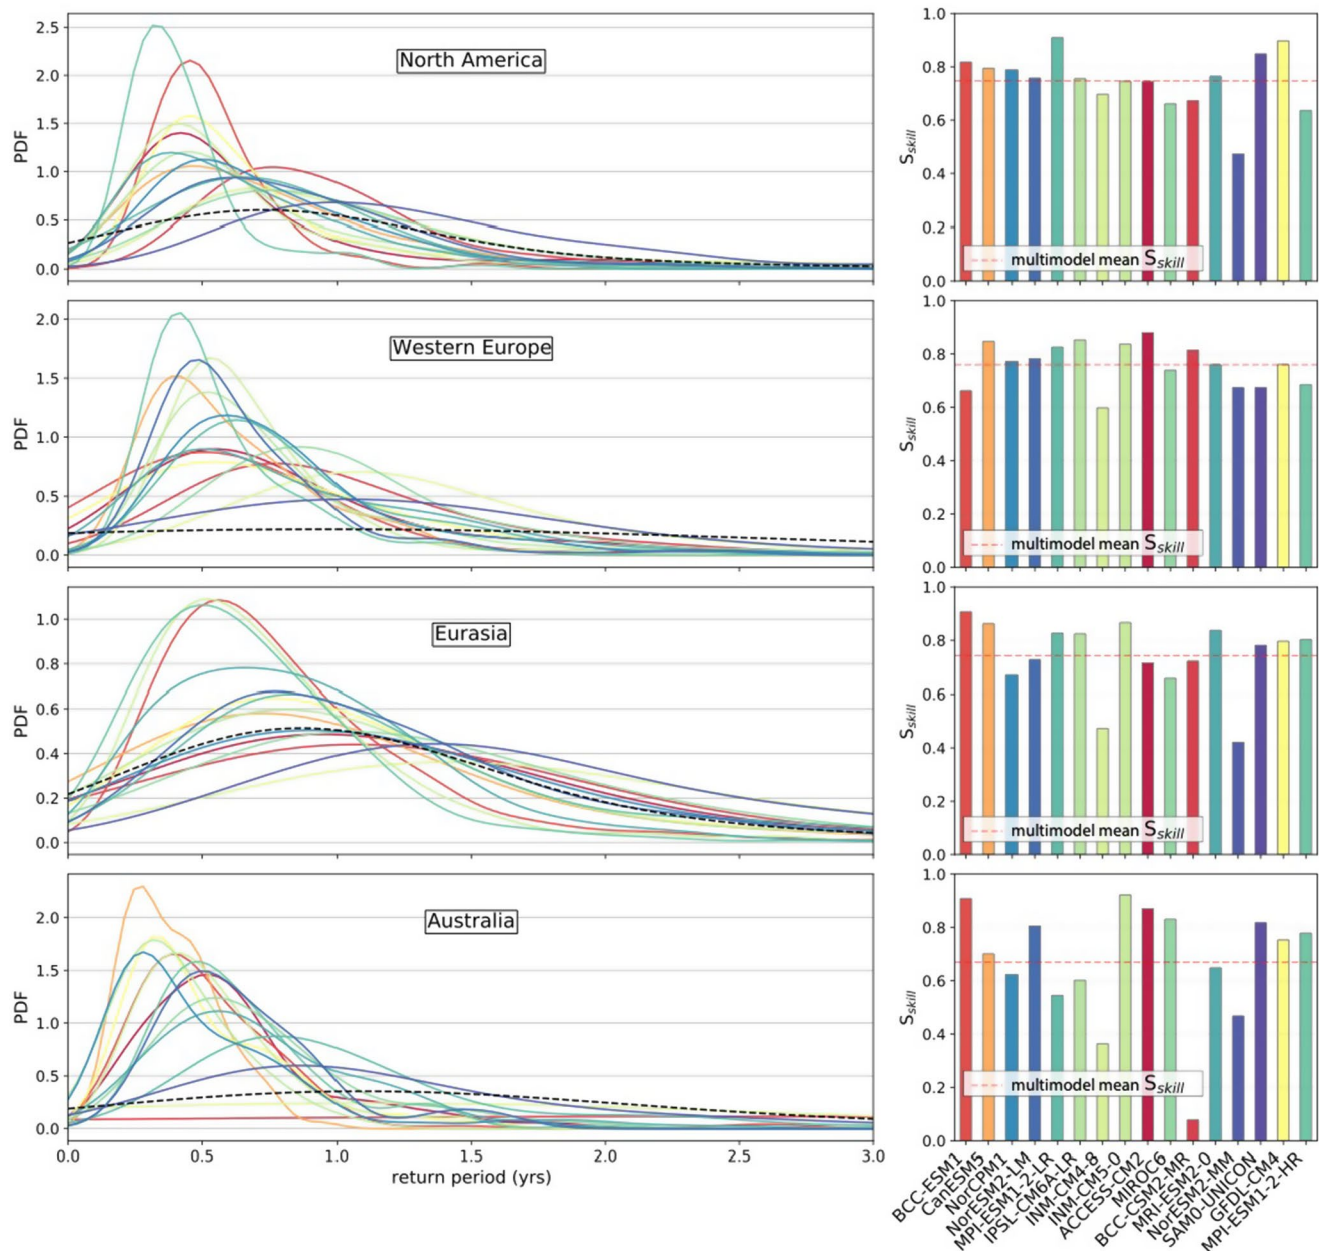 North America
PDF
2.5
2.0
1.5
1.0
0.5
0.0
S_skill
1.0
0.8
0.6
0.4
0.2
0.0
multimodel mean S_skill
Western Europe
PDF
2.0
1.5
1.0
0.5
0.0
S_skill
1.0
0.8
0.6
0.4
0.2
0.0
multimodel mean S_skill
Eurasia
PDF
1.0
0.8
0.6
0.4
0.2
0.0
S_skill
1.0
0.8
0.6
0.4
0.2
0.0
multimodel mean S_skill
Australia
PDF
2.0
1.5
1.0
0.5
0.0
0.0 0.5 1.0 1.5 2.0 2.5 3.0
return period (yrs)
S_skill
1.0
0.8
0.6
0.4
0.2
0.0
multimodel mean S_skill
BCC-ESM1
CanESM5
NorCPM1
NorESM2-LM
MPI-ESM1-2-LR
IPSL-CM6A-LR
INM-CM4-8
INM-CM5-0
ACCESS-CM2
MIROC6
BCC-CSM2-MR
MRI-ESM2-0
NorESM2-MM
SAM0-UNICON
GFDL-CM4
MPI-ESM1-2-HR